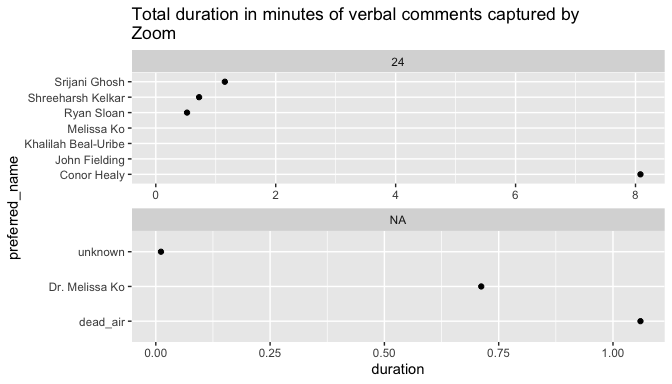 Total duration in minutes of verbal comments captured by
Zoom
24
Srijani Ghosh
Shreeharsh Kelkar
Ryan Sloan
Melissa Ko
Khalilah Beal-Uribe
John Fielding
Conor Healy
0 2 4 6 8
preferred_name
NA
unknown
Dr. Melissa Ko
dead_air
0.00 0.25 0.50 0.75 1.00
duration